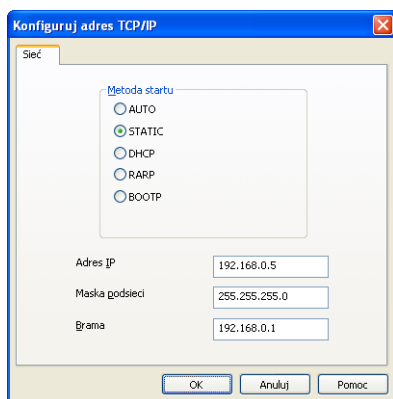 Konfiguruj adres TCP/IP
Sieć
Metoda startu
AUTO
STATIC
DHCP
RARP
BOOTP
Adres IP 192.168.0.5
Maska podsieci 255.255.255.0
Brama 192.168.0.1
OK Anuluj Pomoc